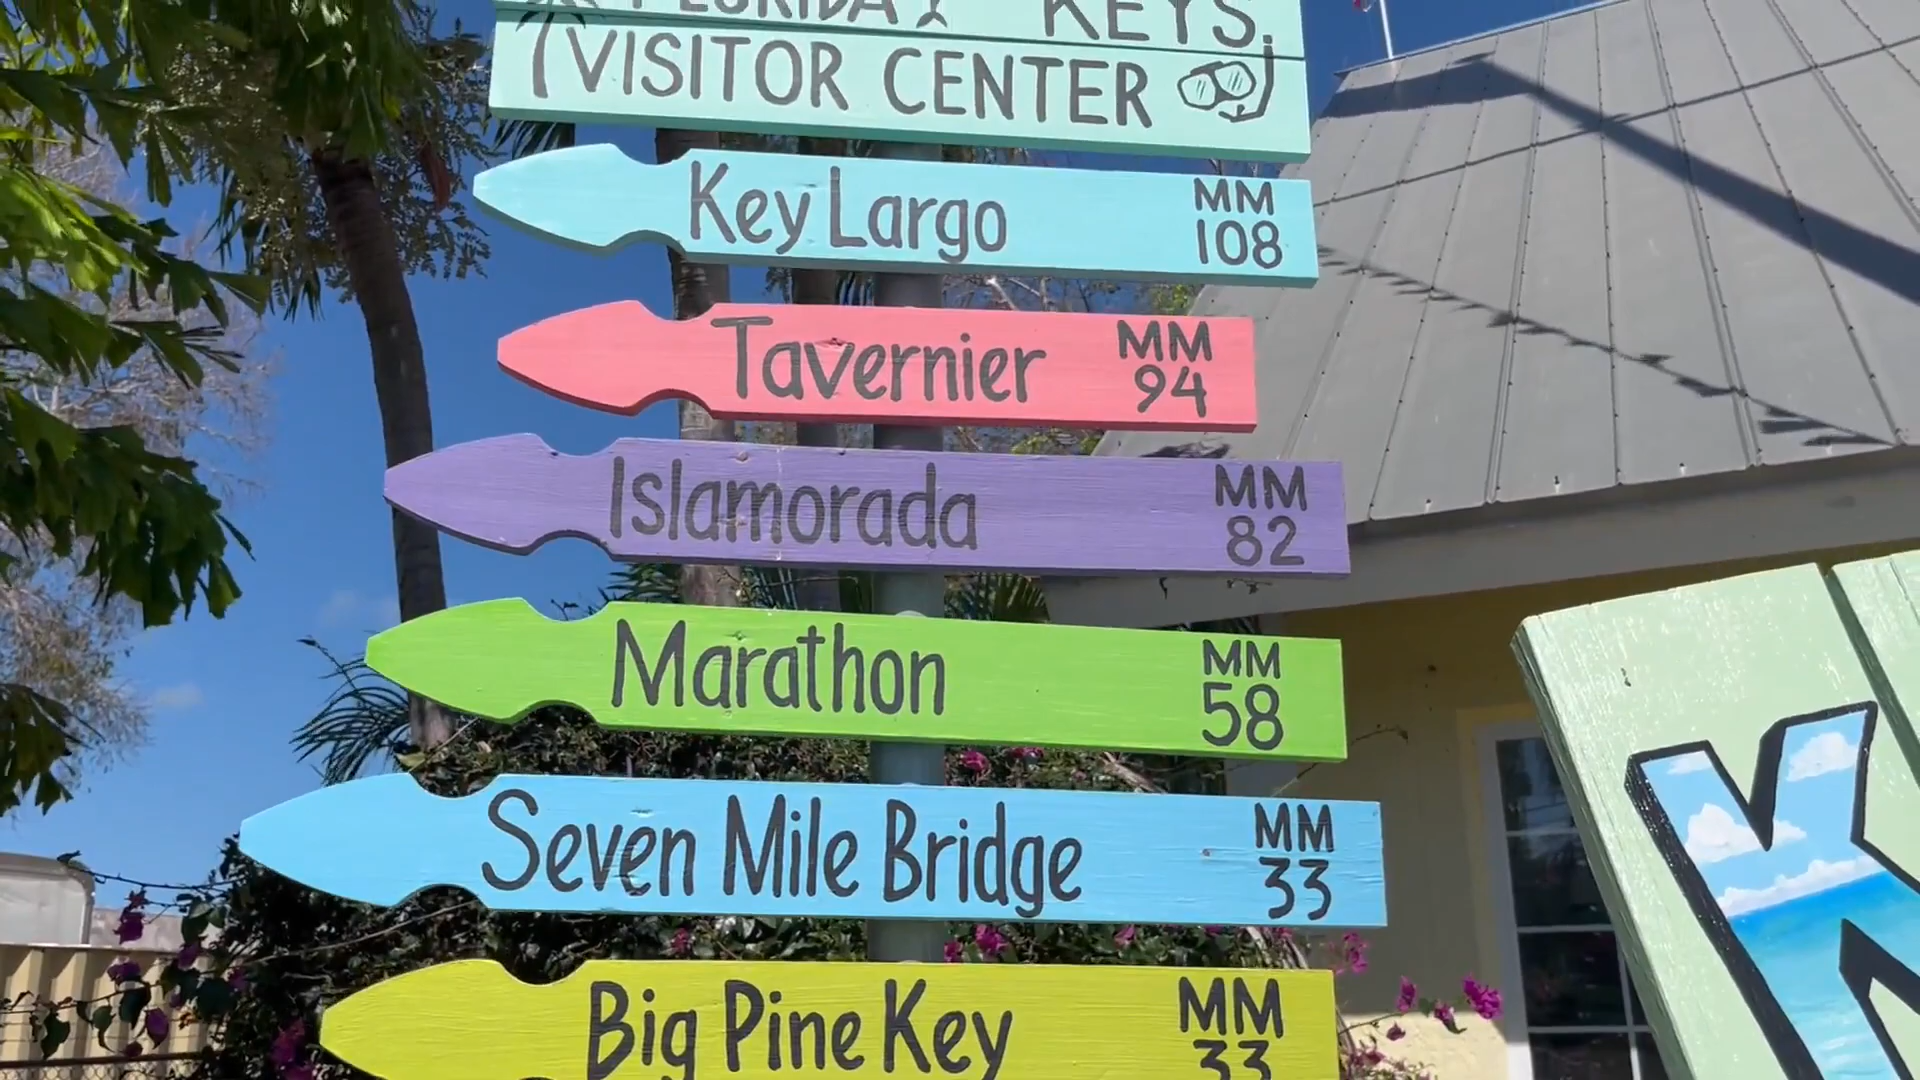 FLORIDA KEYS
VISITOR CENTER
Key Largo MM 108
Tavernier MM 94
Islamorada MM 82
Marathon MM 58
Seven Mile Bridge MM 33
Big Pine Key MM 33
K